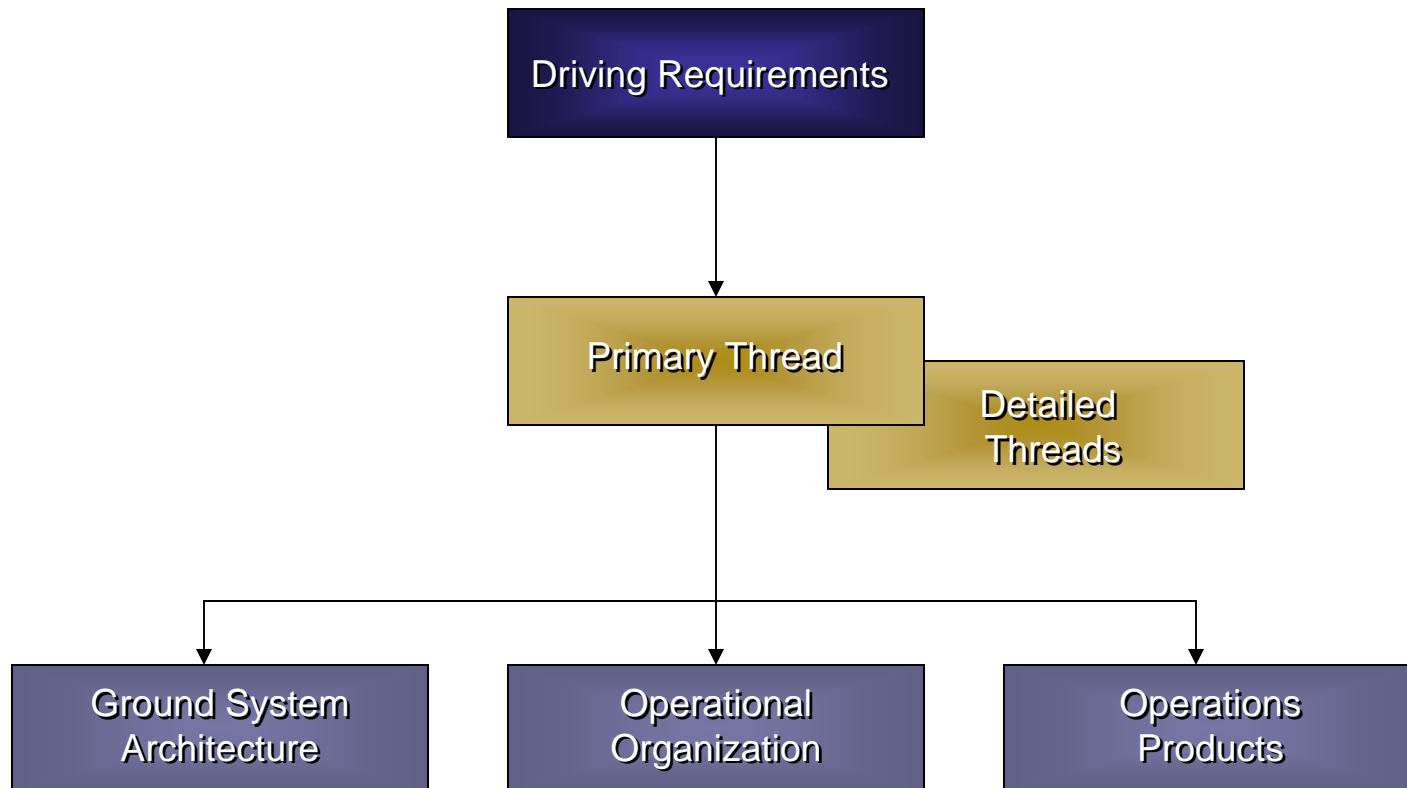 Driving Requirements
Primary Thread
Detailed
Threads
Ground System
Architecture
Operational
Organization
Operations
Products